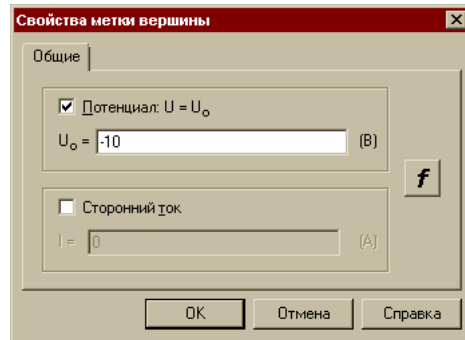 Свойства метки вершины
Общие
Потенциал: U = Uo
Uo = -10 (В)
f
Сторонний ток
I = 0 (А)
OK Отмена Справка